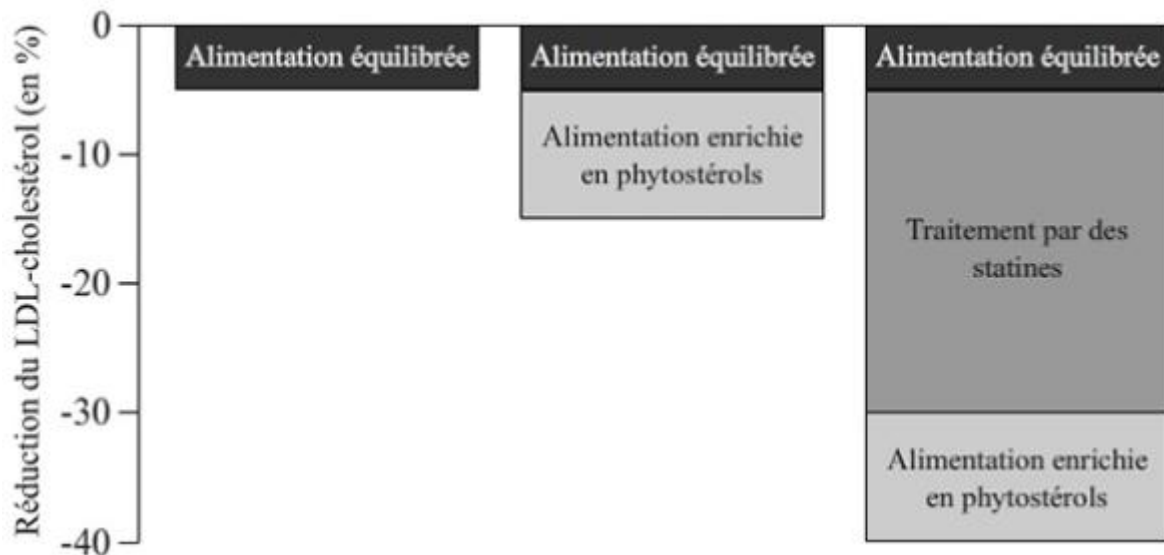 Réduction du LDL-cholestérol (en %)
0
-10
-20
-30
-40
Alimentation équilibrée
Alimentation équilibrée
Alimentation enrichie
en phytostérols
Alimentation équilibrée
Traitement par des
statines
Alimentation enrichie
en phytostérols